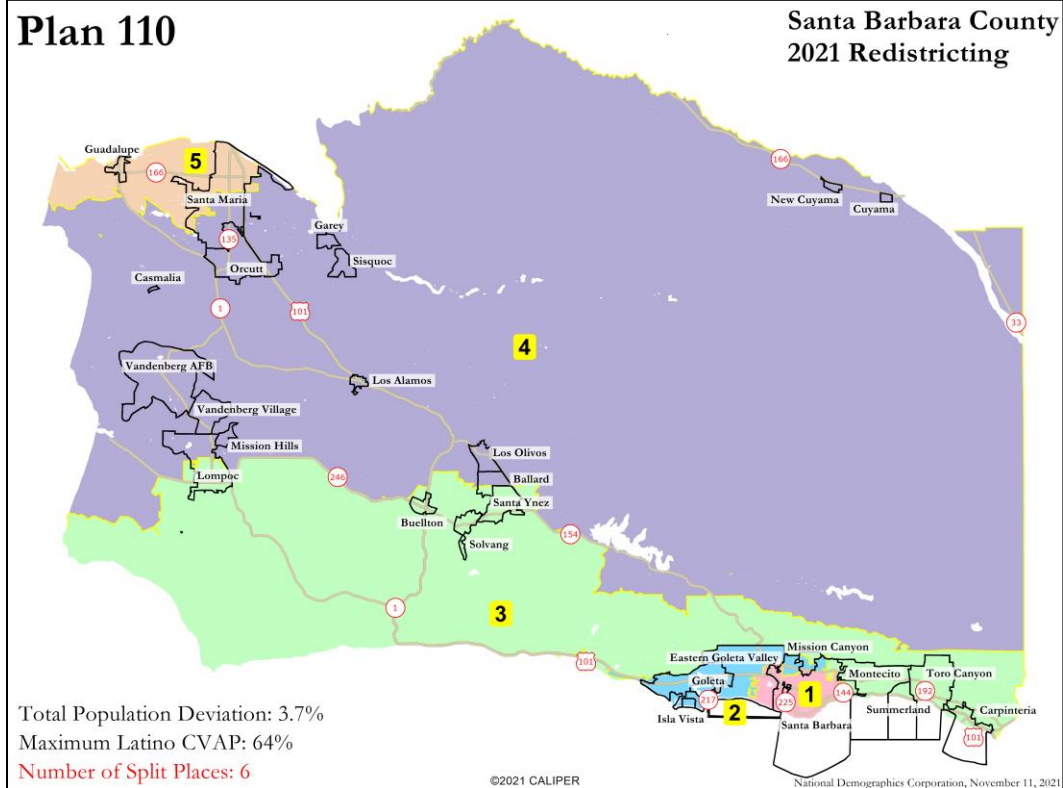 Plan 110
Santa Barbara County
2021 Redistricting
Guadalupe
166
5
Santa Maria
135
Orcutt
Garey
Sisquoc
Casmalia
1
101
166
New Cuyama
Cuyama
33
4
Vandenberg AFB
Vandenberg Village
Mission Hills
Lompoc
Los Alamos
246
Los Olivos
Ballard
Santa Ynez
Buellton
Solvang
154
1
3
101
Eastern Goleta Valley
Mission Canyon
Goleta
Montecito
Toro Canyon
217
2
225
1
144
192
Isla Vista
Santa Barbara
Summerland
Carpinteria
101
Total Population Deviation: 3.7%
Maximum Latino CVAP: 64%
Number of Split Places: 6
©2021 CALIPER
National Demographics Corporation, November 11, 2021